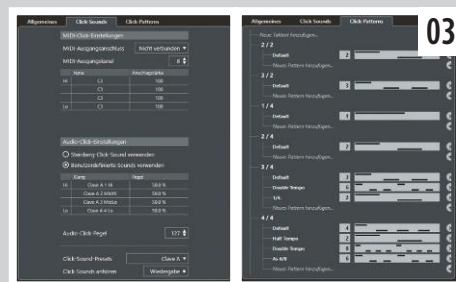 Allgemeines Click Sounds Click Patterns
MIDI-Click-Einstellungen
MIDI-Ausgangsanschluss Nicht verbunden
MIDI-Ausgangskanal
Note Anschlagstärke
Hi C3 100
C3 100
C3 100
Lo C3 100
Audio-Click-Einstellungen
Steinberg-Click-Sound verwenden
Benutzerdefinierte Sounds verwenden
Klang Pegel
Hi Clave A 1 Hi 50.0 %
Clave A 2 MidHi 50.0 %
Clave A 3 MidLo 50.0 %
Lo Clave A 4 Lo 50.0 %
Audio-Click-Pegel 127
Click-Sound-Presets Clave A
Click-Sounds anhören Wiedergabe
Allgemeines Click Sounds Click Patterns
03
Neue Pattern hinzufügen...
2 / 2
Default 2
Neues Pattern hinzufügen...
3 / 2
Default 3
Neues Pattern hinzufügen...
1 / 4
Default 1
Neues Pattern hinzufügen...
2 / 4
Default 2
Neues Pattern hinzufügen...
3 / 4
Default 3
Double Tempo 6
1/4 2
Neues Pattern hinzufügen...
4 / 4
Default 4
Half Tempo 2
Double Tempo 8
As 6/8 6
Neues Pattern hinzufügen...